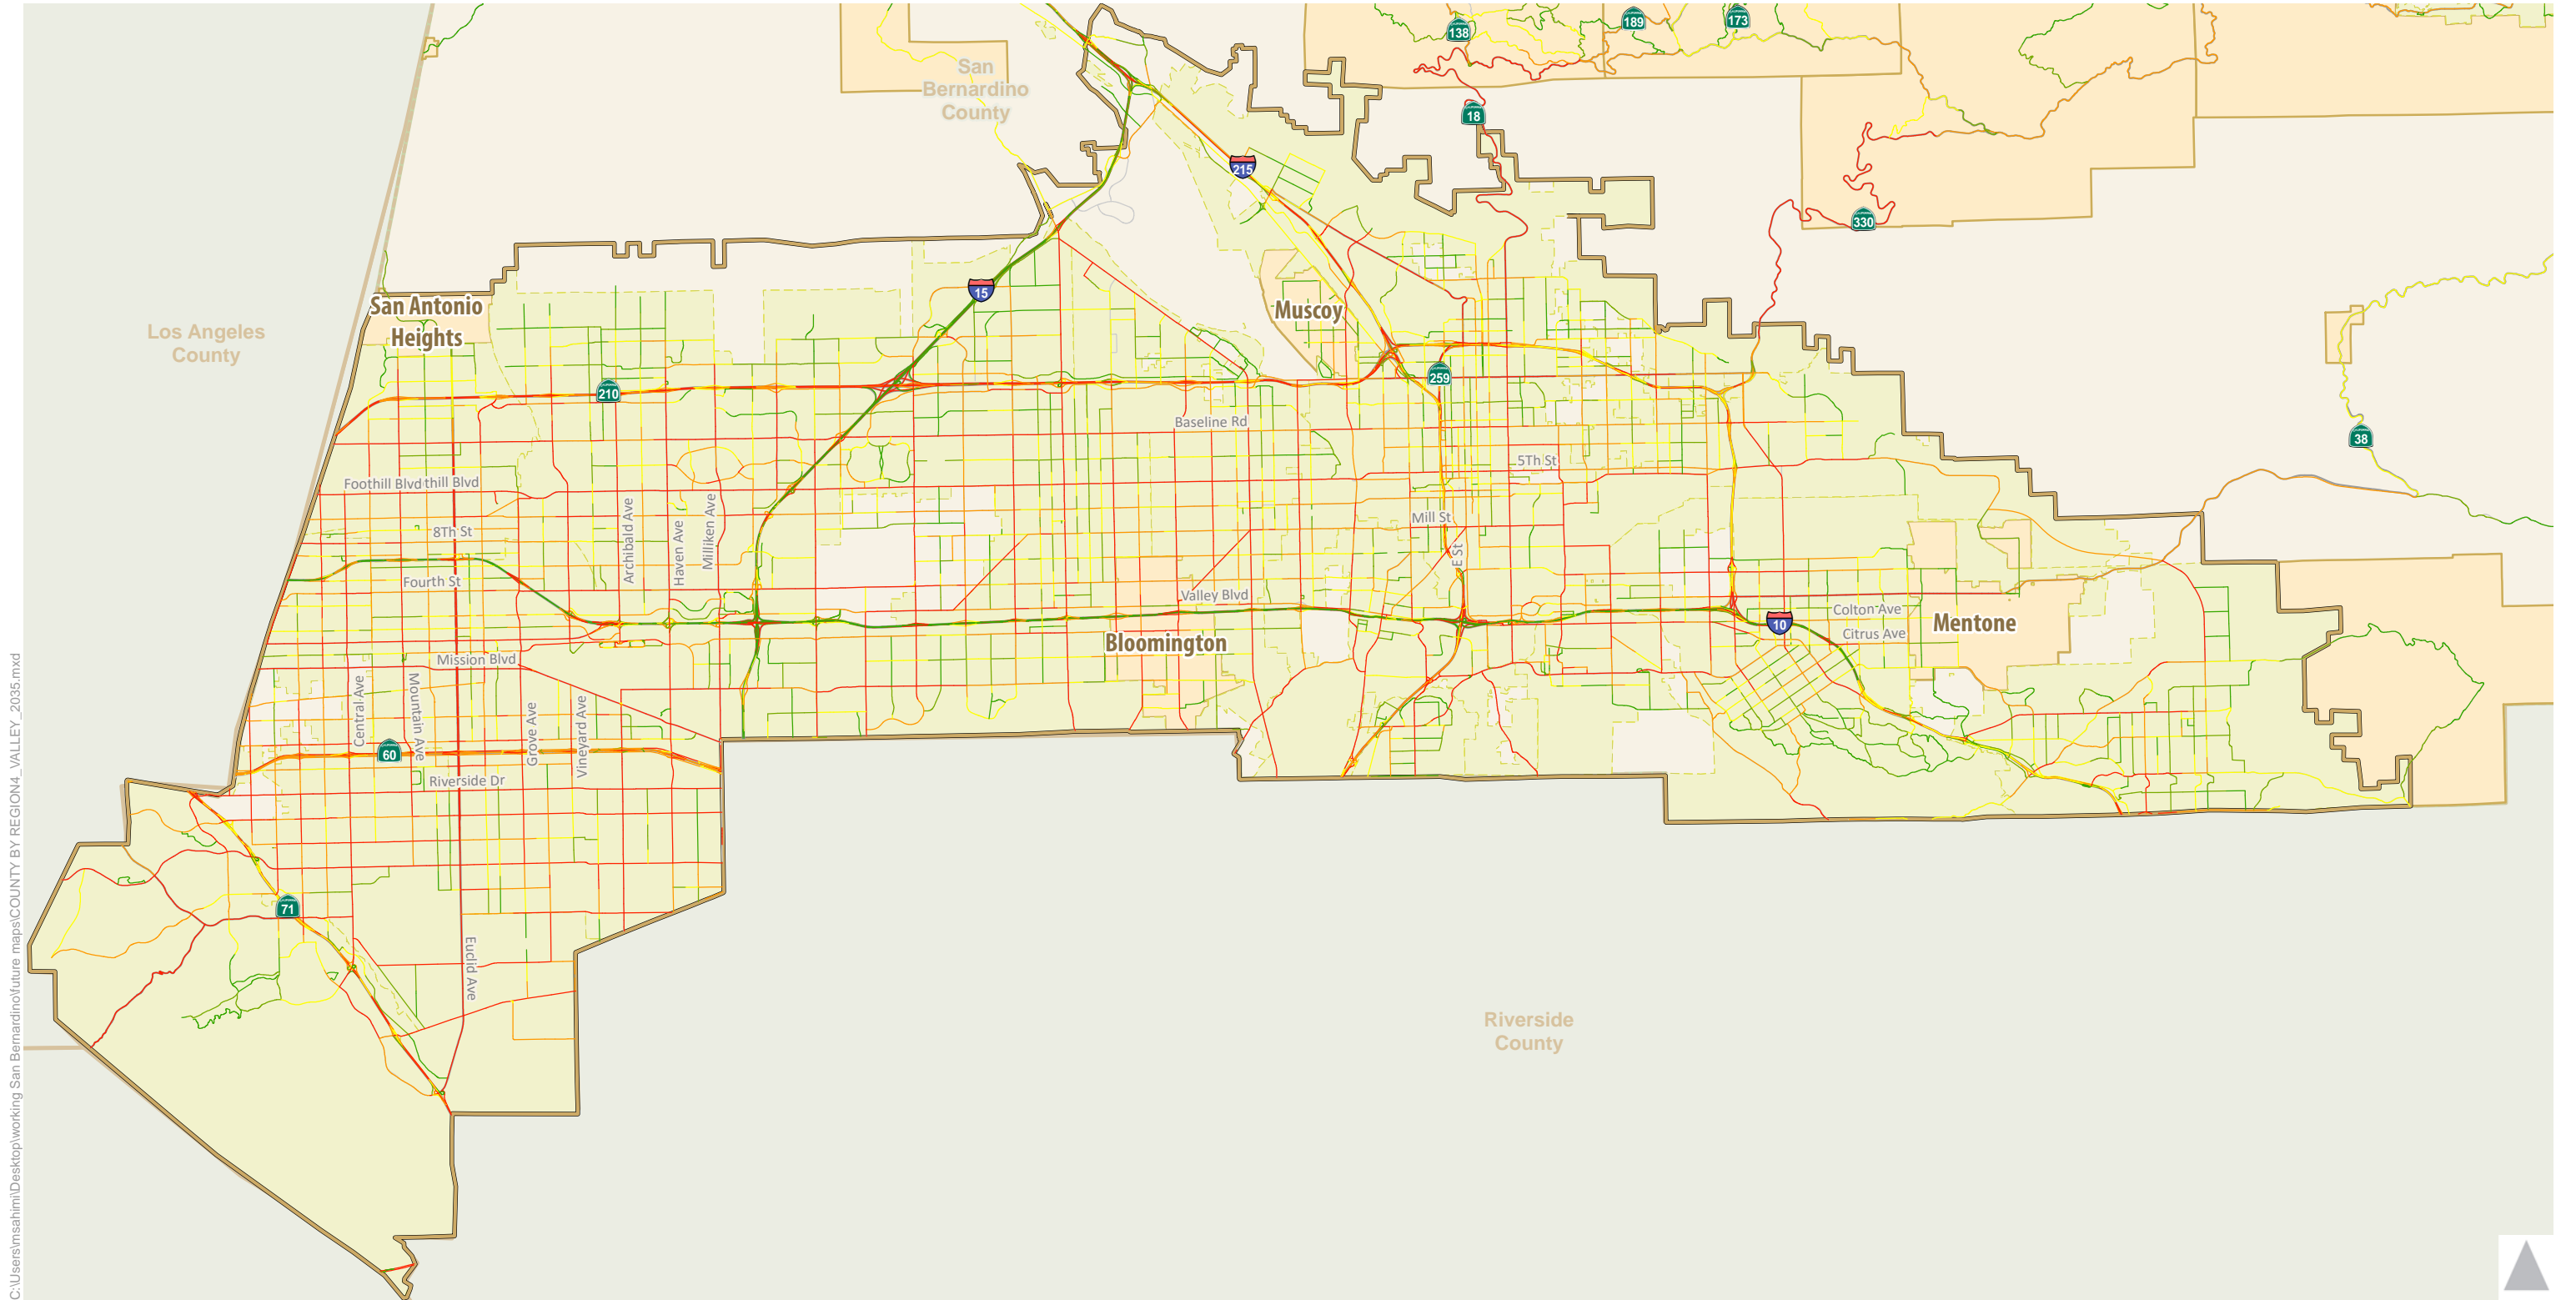 138
189
173
San
Bernardino
County
18
215
330
15
San Antonio
Heights
Muscoy
Los Angeles
County
210
259
Baseline Rd
38
5Th St
Foothill Blvd
thill Blvd
Archibald Ave
Haven Ave
Milliken Ave
Mill St
8Th St
E St
Fourth St
Valley Blvd
Colton Ave
10
Mentone
Citrus Ave
Bloomington
Mission Blvd
Central Ave
Mountain Ave
Grove Ave
Vineyard Ave
60
Riverside Dr
71
Euclid Ave
Riverside
County
C:\Users\msahimi\Desktop\working San Bernardino\future maps\COUNTY BY REGION4_VALLEY_2035.mxd